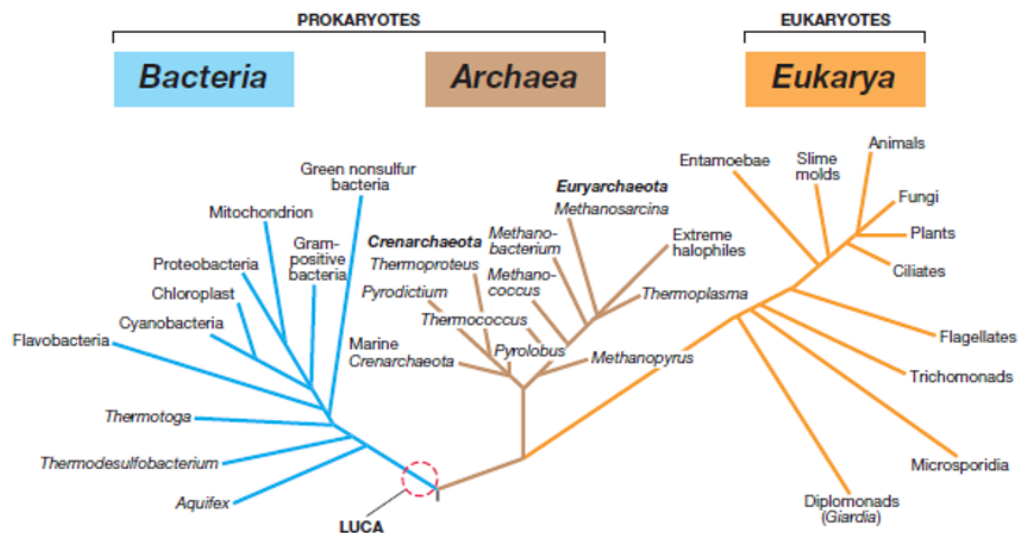 PROKARYOTES
EUKARYOTES
Bacteria
Archaea
Eukarya
Green nonsulfur
bacteria
Mitochondrion
Gram-
positive
bacteria
Proteobacteria
Chloroplast
Cyanobacteria
Flavobacteria
Thermotoga
Thermodesulfobacterium
Aquifex
LUCA
Crenarchaeota
Thermoproteus
Pyrodictium
Thermococcus
Marine
Crenarchaeota
Pyrolobus
Euryarchaeota
Methanosarcina
Methano-
bacterium
Methano-
coccus
Extreme
halophiles
Thermoplasma
Methanopyrus
Entamoebae
Slime
molds
Animals
Fungi
Plants
Ciliates
Flagellates
Trichomonads
Microsporidia
Diplomonads
(Giardia)